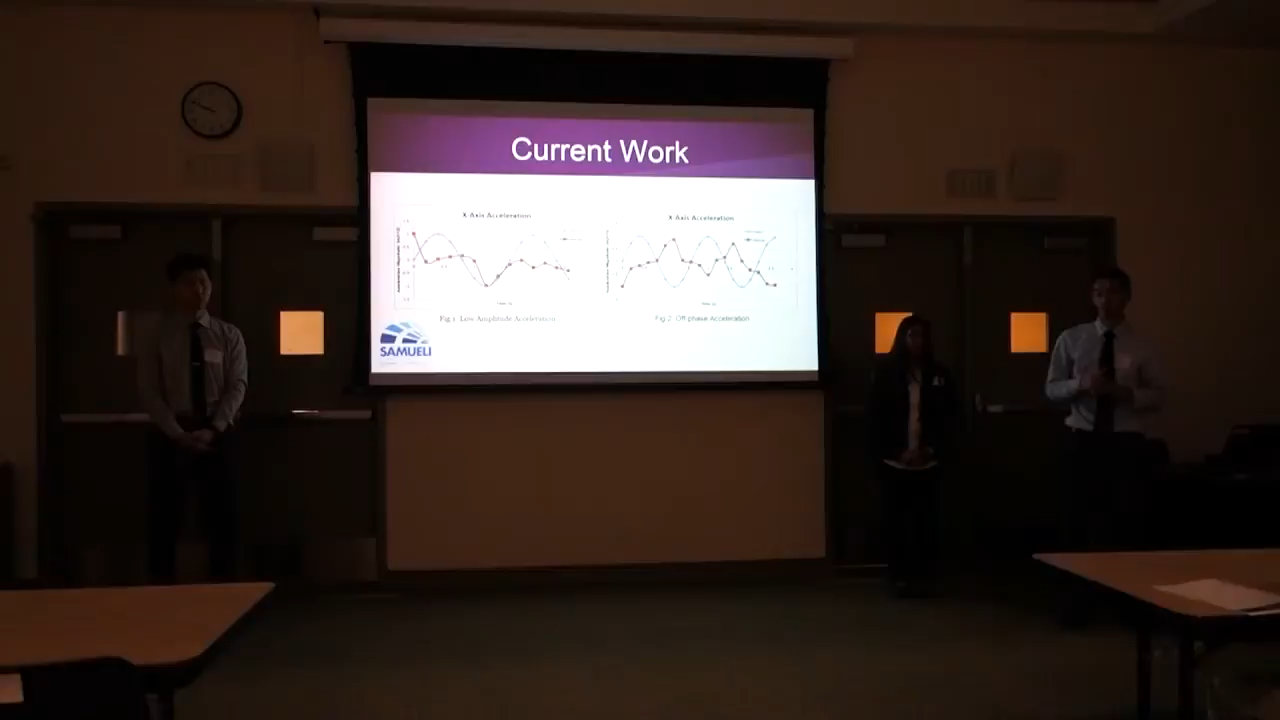 Current Work
X-Axis Acceleration
X-Axis Acceleration
Fig 1. Low Amplitude Acceleration
Fig 2. Off-phase Acceleration
SAMUELI